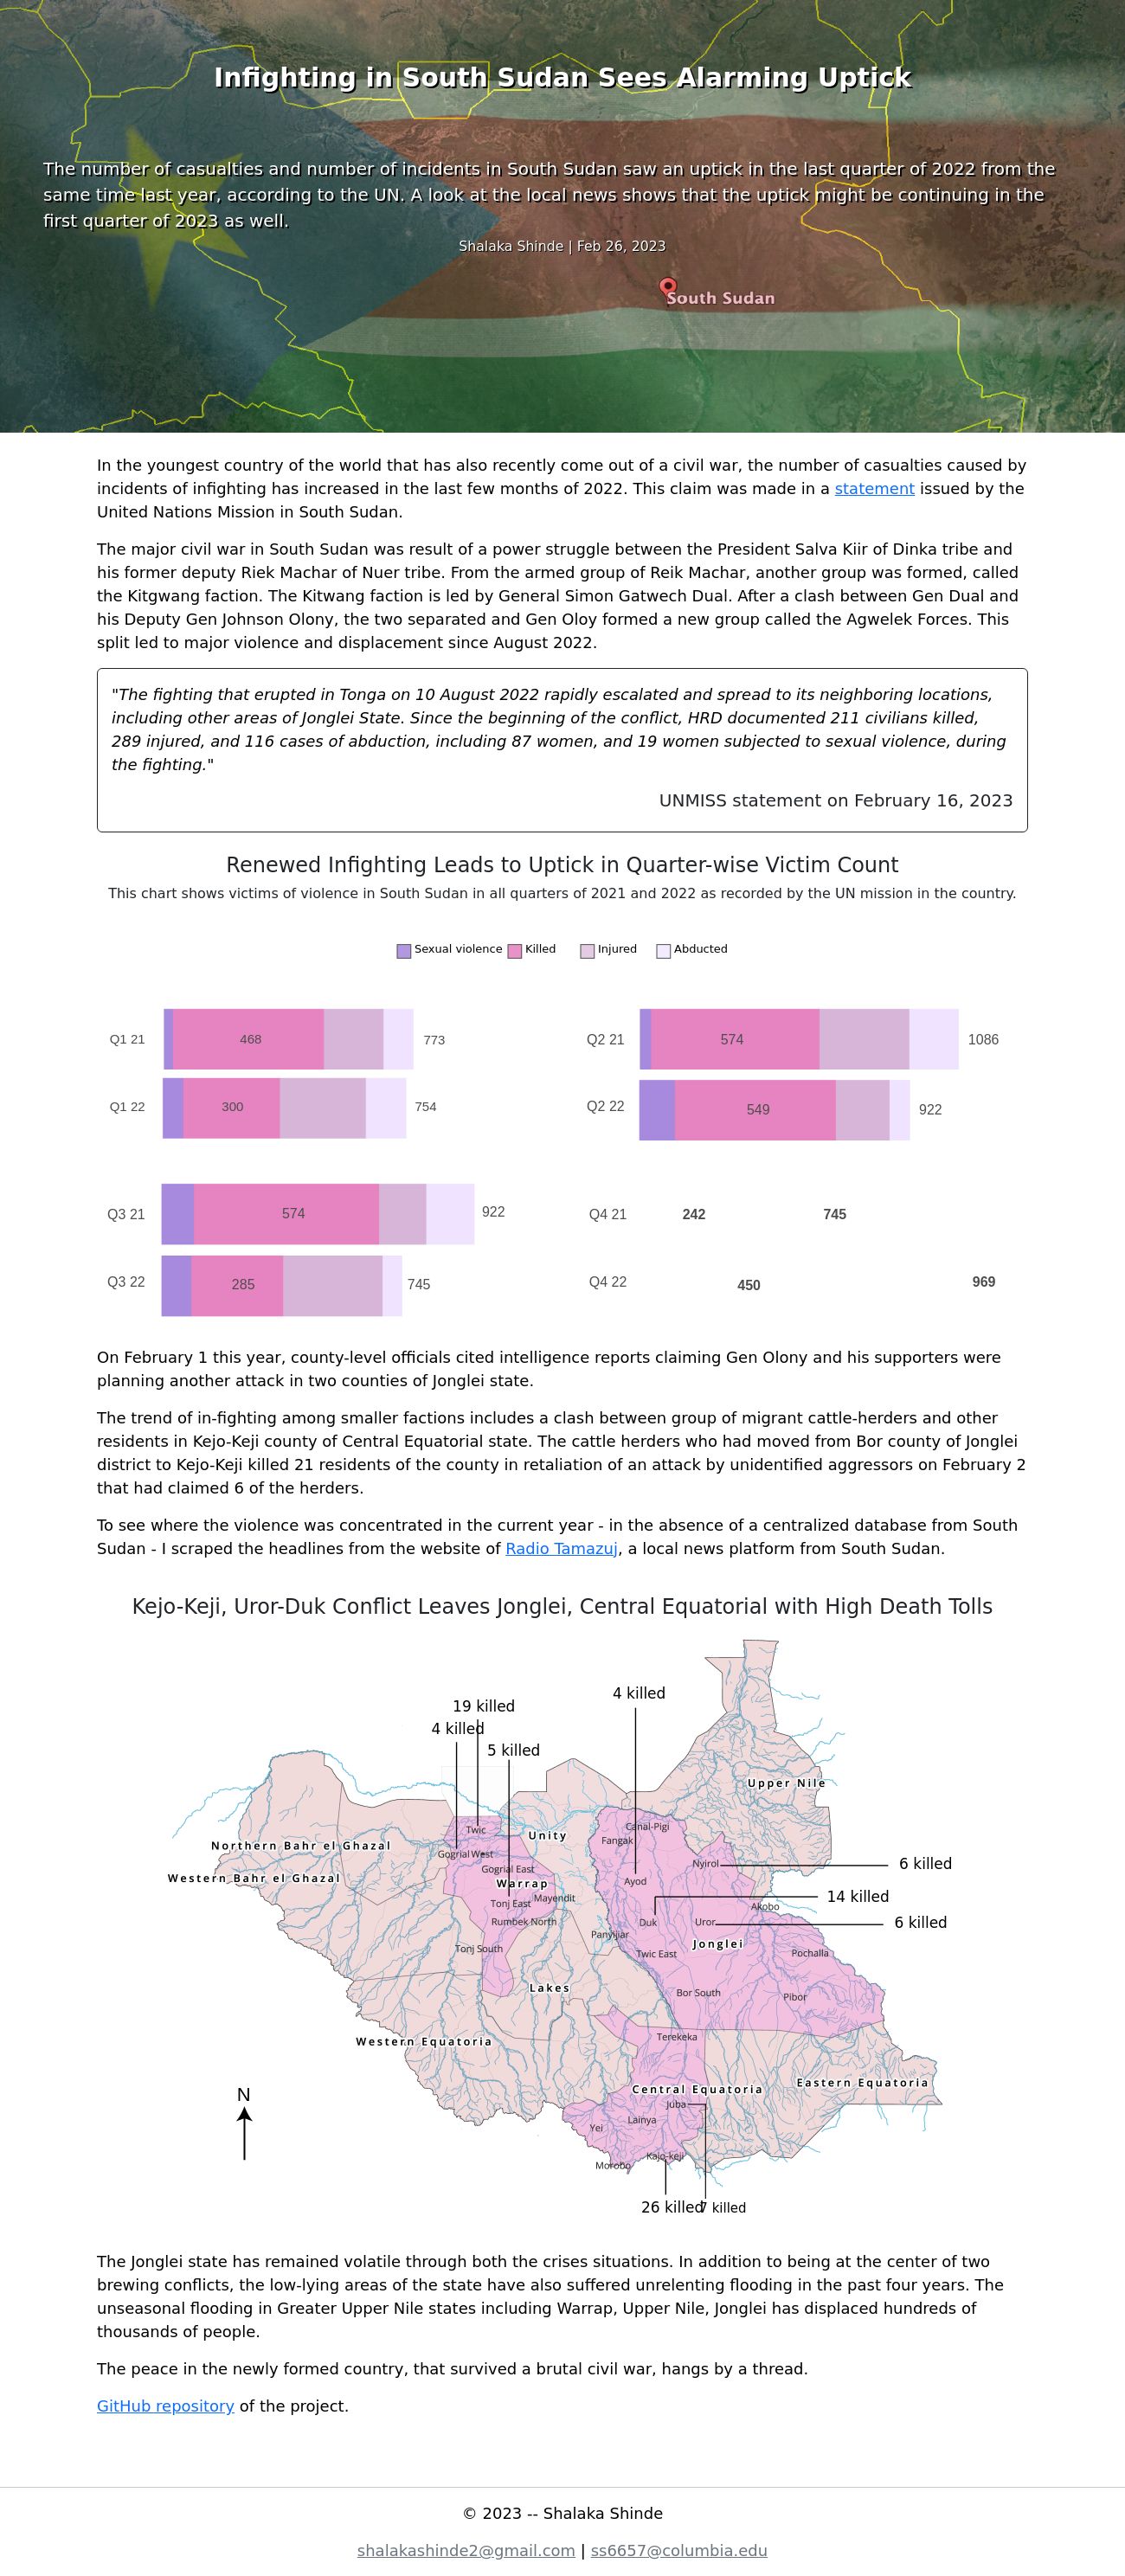 Infighting in South Sudan Sees Alarming Uptick
The number of casualties and number of incidents in South Sudan saw an uptick in the last quarter of 2022 from the
same time last year, according to the UN. A look at the local news shows that the uptick might be continuing in the
first quarter of 2023 as well.
Shalaka Shinde | Feb 26, 2023
South Sudan
In the youngest country of the world that has also recently come out of a civil war, the number of casualties caused by
incidents of infighting has increased in the last few months of 2022. This claim was made in a statement issued by the
United Nations Mission in South Sudan.
The major civil war in South Sudan was result of a power struggle between the President Salva Kiir of Dinka tribe and
his former deputy Riek Machar of Nuer tribe. From the armed group of Reik Machar, another group was formed, called
the Kitgwang faction. The Kitwang faction is led by General Simon Gatwech Dual. After a clash between Gen Dual and
his Deputy Gen Johnson Olony, the two separated and Gen Oloy formed a new group called the Agwelek Forces. This
split led to major violence and displacement since August 2022.
"The fighting that erupted in Tonga on 10 August 2022 rapidly escalated and spread to its neighboring locations,
including other areas of Jonglei State. Since the beginning of the conflict, HRD documented 211 civilians killed,
289 injured, and 116 cases of abduction, including 87 women, and 19 women subjected to sexual violence, during
the fighting."
UNMISS statement on February 16, 2023
Renewed Infighting Leads to Uptick in Quarter-wise Victim Count
This chart shows victims of violence in South Sudan in all quarters of 2021 and 2022 as recorded by the UN mission in the country.
Sexual violence Killed Injured Abducted
Q1 21 468 773
Q2 21 574 1086
Q1 22 300 754
Q2 22 549 922
Q3 21 574 922
Q4 21 242 745
Q3 22 285 745
Q4 22 450 969
On February 1 this year, county-level officials cited intelligence reports claiming Gen Olony and his supporters were
planning another attack in two counties of Jonglei state.
The trend of in-fighting among smaller factions includes a clash between group of migrant cattle-herders and other
residents in Kejo-Keji county of Central Equatorial state. The cattle herders who had moved from Bor county of Jonglei
district to Kejo-Keji killed 21 residents of the county in retaliation of an attack by unidentified aggressors on February 2
that had claimed 6 of the herders.
To see where the violence was concentrated in the current year - in the absence of a centralized database from South
Sudan - I scraped the headlines from the website of Radio Tamazuj, a local news platform from South Sudan.
Kejo-Keji, Uror-Duk Conflict Leaves Jonglei, Central Equatorial with High Death Tolls
4 killed
19 killed
4 killed
5 killed
Upper Nile
Canal-Pigi
Twic
Unity
Fangak
Northern Bahr el Ghazal
Gogrial West
Nyirol
6 killed
Gogrial East
Western Bahr el Ghazal
Warrap
Ayod
14 killed
Mayendit
Tonj East
Akobo
Rumbek North
Duk
Uror
6 killed
Panyijiar
Jonglei
Tonj South
Twic East
Pochalla
Lakes
Bor South
Pibor
Terekeka
Western Equatoria
Eastern Equatoria
Central Equatoria
N
Juba
Lainya
Yei
Kajo-keji
Morobo
26 killed
7 killed
The Jonglei state has remained volatile through both the crises situations. In addition to being at the center of two
brewing conflicts, the low-lying areas of the state have also suffered unrelenting flooding in the past four years. The
unseasonal flooding in Greater Upper Nile states including Warrap, Upper Nile, Jonglei has displaced hundreds of
thousands of people.
The peace in the newly formed country, that survived a brutal civil war, hangs by a thread.
GitHub repository of the project.
© 2023 -- Shalaka Shinde
shalakashinde2@gmail.com | ss6657@columbia.edu